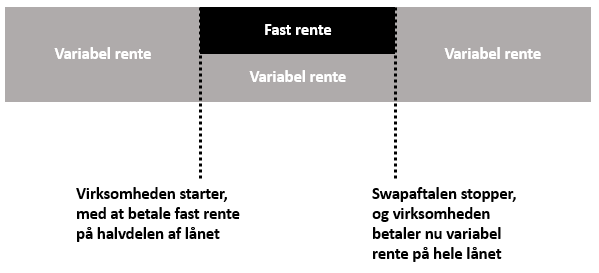 Variabel rente
Fast rente
Variabel rente
Variabel rente
Virksomheden starter,
med at betale fast rente
på halvdelen af lånet
Swapaftalen stopper,
og virksomheden
betaler nu variabel
rente på hele lånet